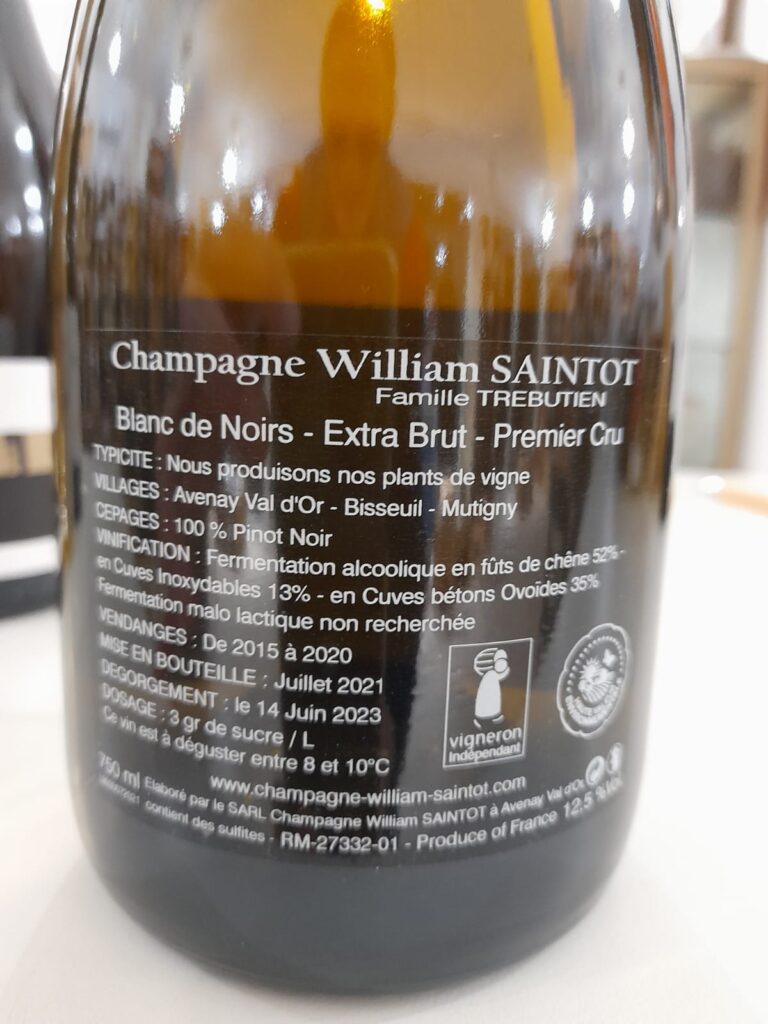 Champagne William SAINTOT
Famille TREBUTIEN
Blanc de Noirs - Extra Brut - Premier Cru
TYPICITE : Nous produisons nos plants de vigne
VILLAGES : Avenay Val d'Or - Bisseuil - Mutigny
CEPAGES : 100 % Pinot Noir
VINIFICATION : Fermentation alcoolique en fûts de chêne 52% -
en Cuves Inoxydables 13% - en Cuves bétons Ovoïdes 35%
Fermentation malo lactique non recherchée
VENDANGES : De 2015 à 2020
MISE EN BOUTEILLE : Juillet 2021
DEGORGEMENT : le 14 Juin 2023
DOSAGE : 3 gr de sucre / L
Ce vin est à déguster entre 8 et 10°C
vigneron
Indépendant
www.champagne-william-saintot.com
750 ml Elaboré par le SARL Champagne William SAINTOT à Avenay Val d'Or
contient des sulfites - RM-27332-01 - Produce of France 12,5 %Vol